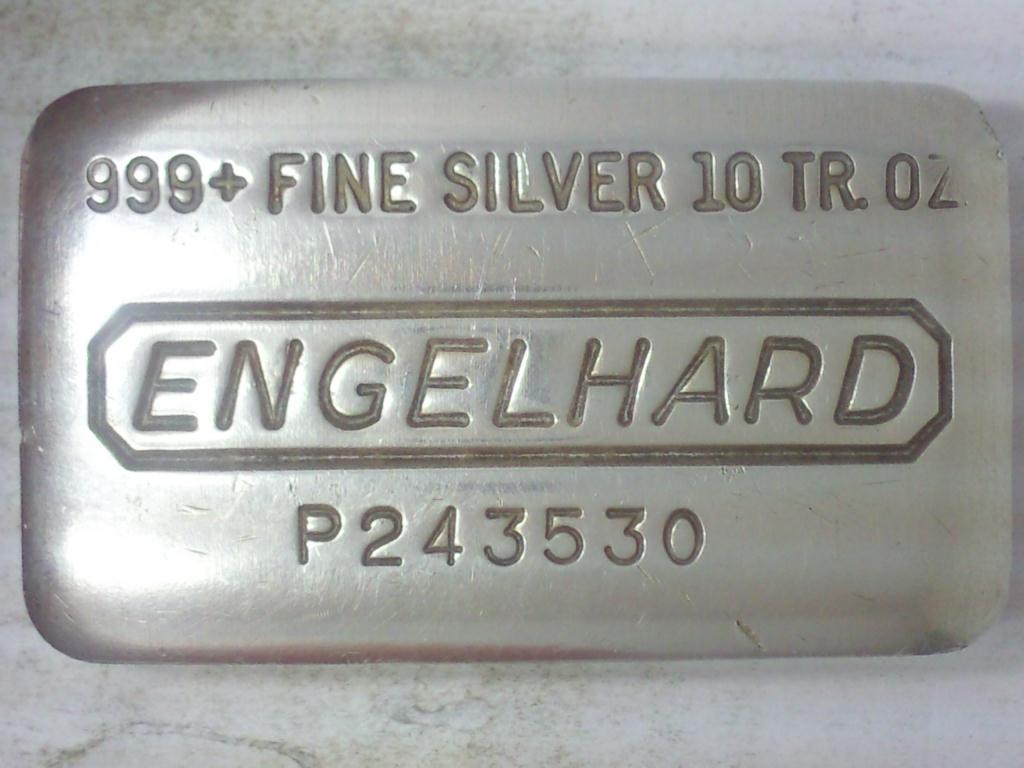 999+ FINE SILVER 10 TR. OZ.
ENGELHARD
P243530